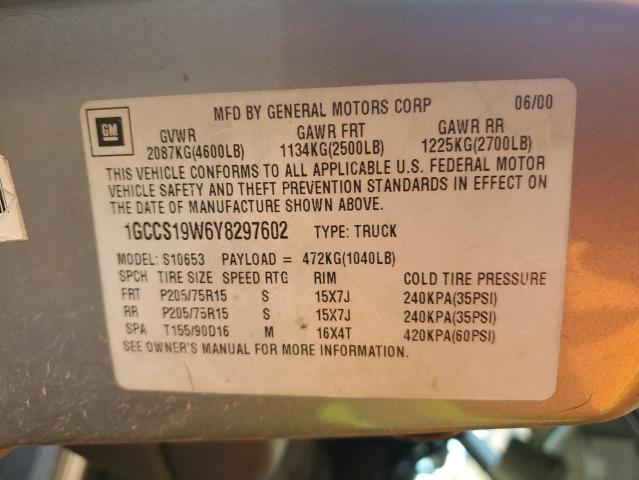 MFD BY GENERAL MOTORS CORP 06/00
GM
GVWR GAWR FRT GAWR RR
2087KG(4600LB) 1134KG(2500LB) 1225KG(2700LB)
THIS VEHICLE CONFORMS TO ALL APPLICABLE U.S. FEDERAL MOTOR
VEHICLE SAFETY AND THEFT PREVENTION STANDARDS IN EFFECT ON
THE DATE OF MANUFACTURE SHOWN ABOVE.
1GCCS19W6Y8297602 TYPE: TRUCK
MODEL: S10653 PAYLOAD = 472KG(1040LB)
SPCH TIRE SIZE SPEED RTG RIM COLD TIRE PRESSURE
FRT P205/75R15 S 15X7J 240KPA(35PSI)
RR P205/75R15 S 15X7J 240KPA(35PSI)
SPA T155/90D16 M 16X4T 420KPA(60PSI)
SEE OWNER'S MANUAL FOR MORE INFORMATION.